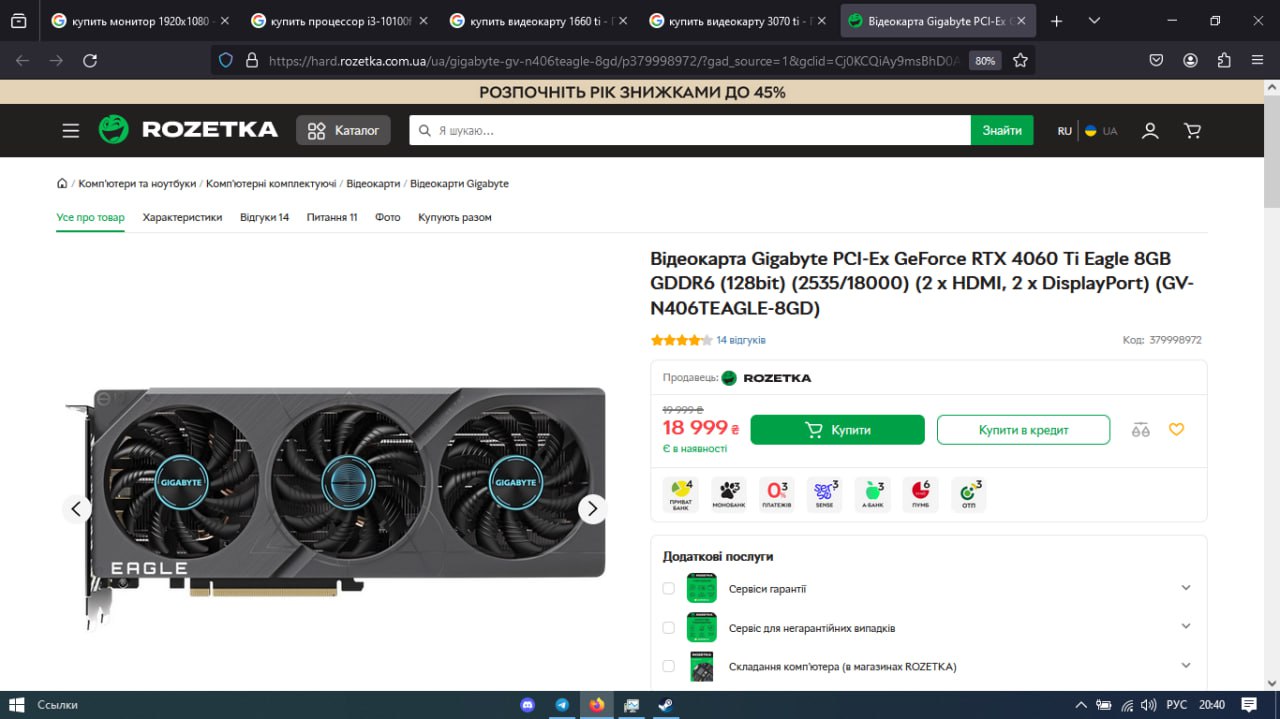 купить монитор 1920x1080 -
купить процессор i3-10100f
купить видеокарту 1660 ti - 
купить видеокарту 3070 ti - 
Відеокарта Gigabyte PCI-Ex
https://hard.rozetka.com.ua/ua/gigabyte-gv-n406teagle-8gd/p379998972/?gad_source=1&gclid=Cj0KCQiAy9msBhD0A
80%
РОЗПОЧНІТЬ РІК ЗНИЖКАМИ ДО 45%
ROZETKA
Каталог
Я шукаю...
Знайти
RU
UA
/ Комп'ютери та ноутбуки / Комп'ютерні комплектуючі / Відеокарти / Відеокарти Gigabyte
Усе про товар
Характеристики
Відгуки 14
Питання 11
Фото
Купують разом
Відеокарта Gigabyte PCI-Ex GeForce RTX 4060 Ti Eagle 8GB
GDDR6 (128bit) (2535/18000) (2 x HDMI, 2 x DisplayPort) (GV-
N406TEAGLE-8GD)
14 відгуків
Код: 379998972
Продавець: ROZETKA
19 999 ₴
18 999 ₴
Є в наявності
Купити
Купити в кредит
4 ПРИВАТ БАНК
3 МОНОБАНК
0% 3 ПЛАТЕЖІВ
sense 3 SENSE
3 А-БАНК
6 ПУМБ
3 ОТП
GIGABYTE
GIGABYTE
EAGLE
Додаткові послуги
Сервіси гарантії
Сервіс для негарантійних випадків
ROZETKA
Складання комп'ютера (в магазинах ROZETKA)
Ссылки
РУС
20:40